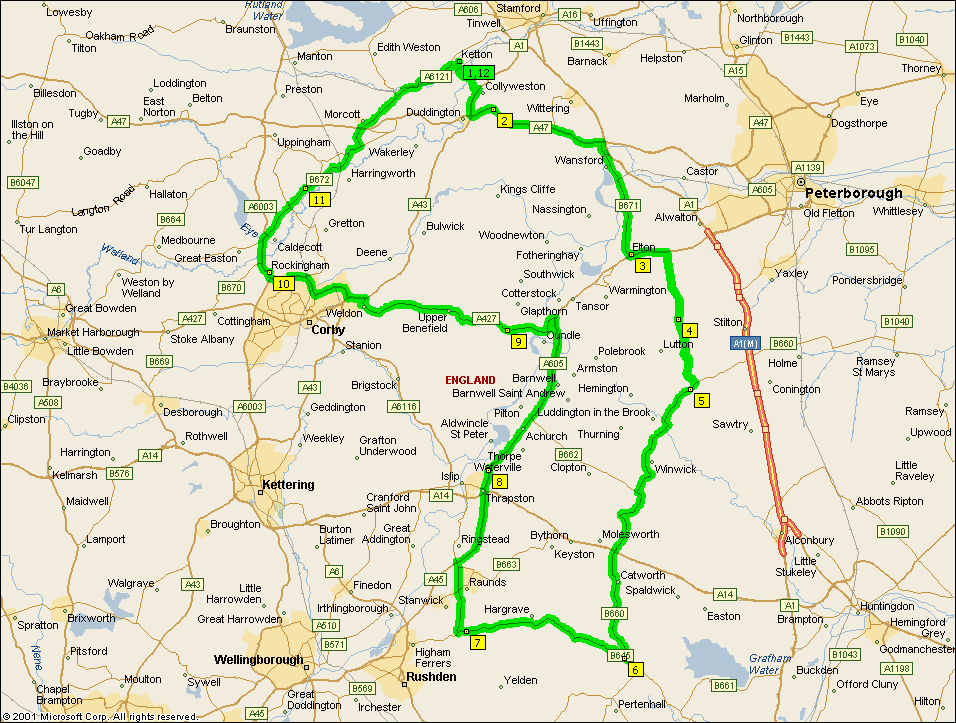 Lowesby
Rutland
Water
A606
Stamford
A16
Uffington
Northborough
Tinwell
Oakham Road
Braunston
Tilton
Edith Weston
A1
B1443
Glinton
B1443
A1073
B1040
Manton
Ketton
Barnack
Helpston
A15
Thorney
A6121
1,12
Billesdon
Loddington
Preston
Collyweston
Belton
East
Norton
Marholm
Eye
Tugby
A47
Morcott
Duddington
Wittering
2
A47
A47
Dogsthorpe
Illston on
the Hill
Goadby
Uppingham
Wakerley
Wansford
Castor
A1139
B6047
Harringworth
B672
Kings Cliffe
A605
Peterborough
Langton Road
Hallaton
11
A6003
A43
B671
A1
Nassington
Old Fletton
Whittlesey
B664
Gretton
Alwalton
Tur Langton
Eye
Bulwick
Woodnewton
Medbourne
Caldecott
Elton
B1095
Welland
Great Easton
Deene
Fotheringhay
3
Rockingham
Southwick
Yaxley
Weston by
Welland
10
B670
Warmington
Pondersbridge
A6
Cotterstock
Great Bowden
Glapthorn
Tansor
A427
Cottingham
Weldon
Upper
Benefield
A427
4
Stilton
B1040
Market Harborough
Corby
Stoke Albany
Oundle
9
Lutton
A1(M)
B660
Little Bowden
Stanion
Polebrook
B669
A605
Holme
Ramsey
St Marys
Armston
Barnwell
ENGLAND
B4036
Braybrooke
Brigstock
Barnwell Saint Andrew
Hemington
Conington
A43
A508
5
Desborough
A6003
Geddington
A6116
Pilton
Luddington in the Brook
Ramsey
Clipston
Aldwincle
St Peter
Sawtry
Rothwell
Weekley
Grafton
Underwood
Achurch
Thurning
Upwood
Harrington
A14
Thorpe
Waterville
B662
Clopton
Winwick
Little
Raveley
Kelmarsh
B576
Islip
8
Kettering
Maidwell
Cranford
Saint John
A14
Thrapston
Abbots Ripton
Broughton
Burton
Latimer
Great
Addington
Ringstead
Bythorn
Molesworth
B1090
Lamport
Keyston
Alconbury
B663
Little
Stukeley
A6
Walgrave
A43
Little
Harrowden
Finedon
A45
Raunds
Catworth
Spaldwick
A14
Irthlingborough
Stanwick
Hargrave
B660
A1
Huntingdon
Brixworth
Great Harrowden
Easton
Brampton
Spratton
A510
Hemingford
Grey
B571
7
Nene
Pitsford
Wellingborough
Higham
Ferrers
B645
Grafham
Water
B1043
Godmanchester
6
A1198
Buckden
Moulton
Sywell
Rushden
Chapel
Brampton
B569
Yelden
B661
Offord Cluny
Great
Doddington
Irchester
Pertenhall
Hilton
A45
© 2001 Microsoft Corp. All rights reserved.